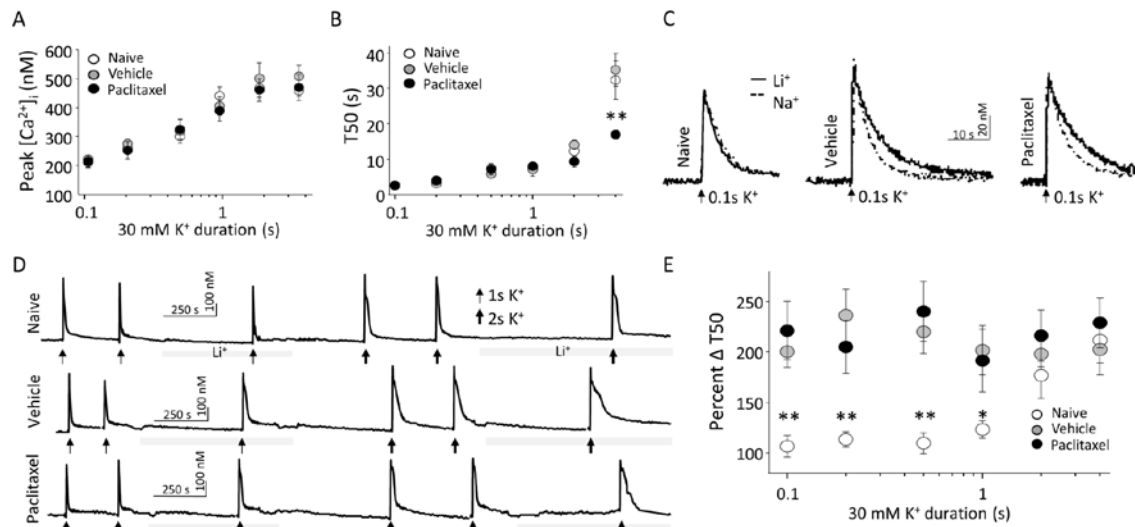 A
Peak [Ca²⁺]ᵢ (nM)
600
500
400
300
200
100
Naive
Vehicle
Paclitaxel
0.1
1
30 mM K⁺ duration (s)
B
T50 (s)
40
30
20
10
0
Naive
Vehicle
Paclitaxel
**
0.1
1
30 mM K⁺ duration (s)
C
Li⁺
Na⁺
Naive
0.1s K⁺
Vehicle
0.1s K⁺
10 s
20 nM
Paclitaxel
0.1s K⁺
D
Naive
250 s
100 nM
1s K⁺
2s K⁺
Li⁺
Li⁺
Vehicle
250 s
100 nM
Paclitaxel
250 s
100 nM
E
Percent Δ T50
250
200
150
100
**
**
**
*
Naive
Vehicle
Paclitaxel
0.1
1
30 mM K⁺ duration (s)